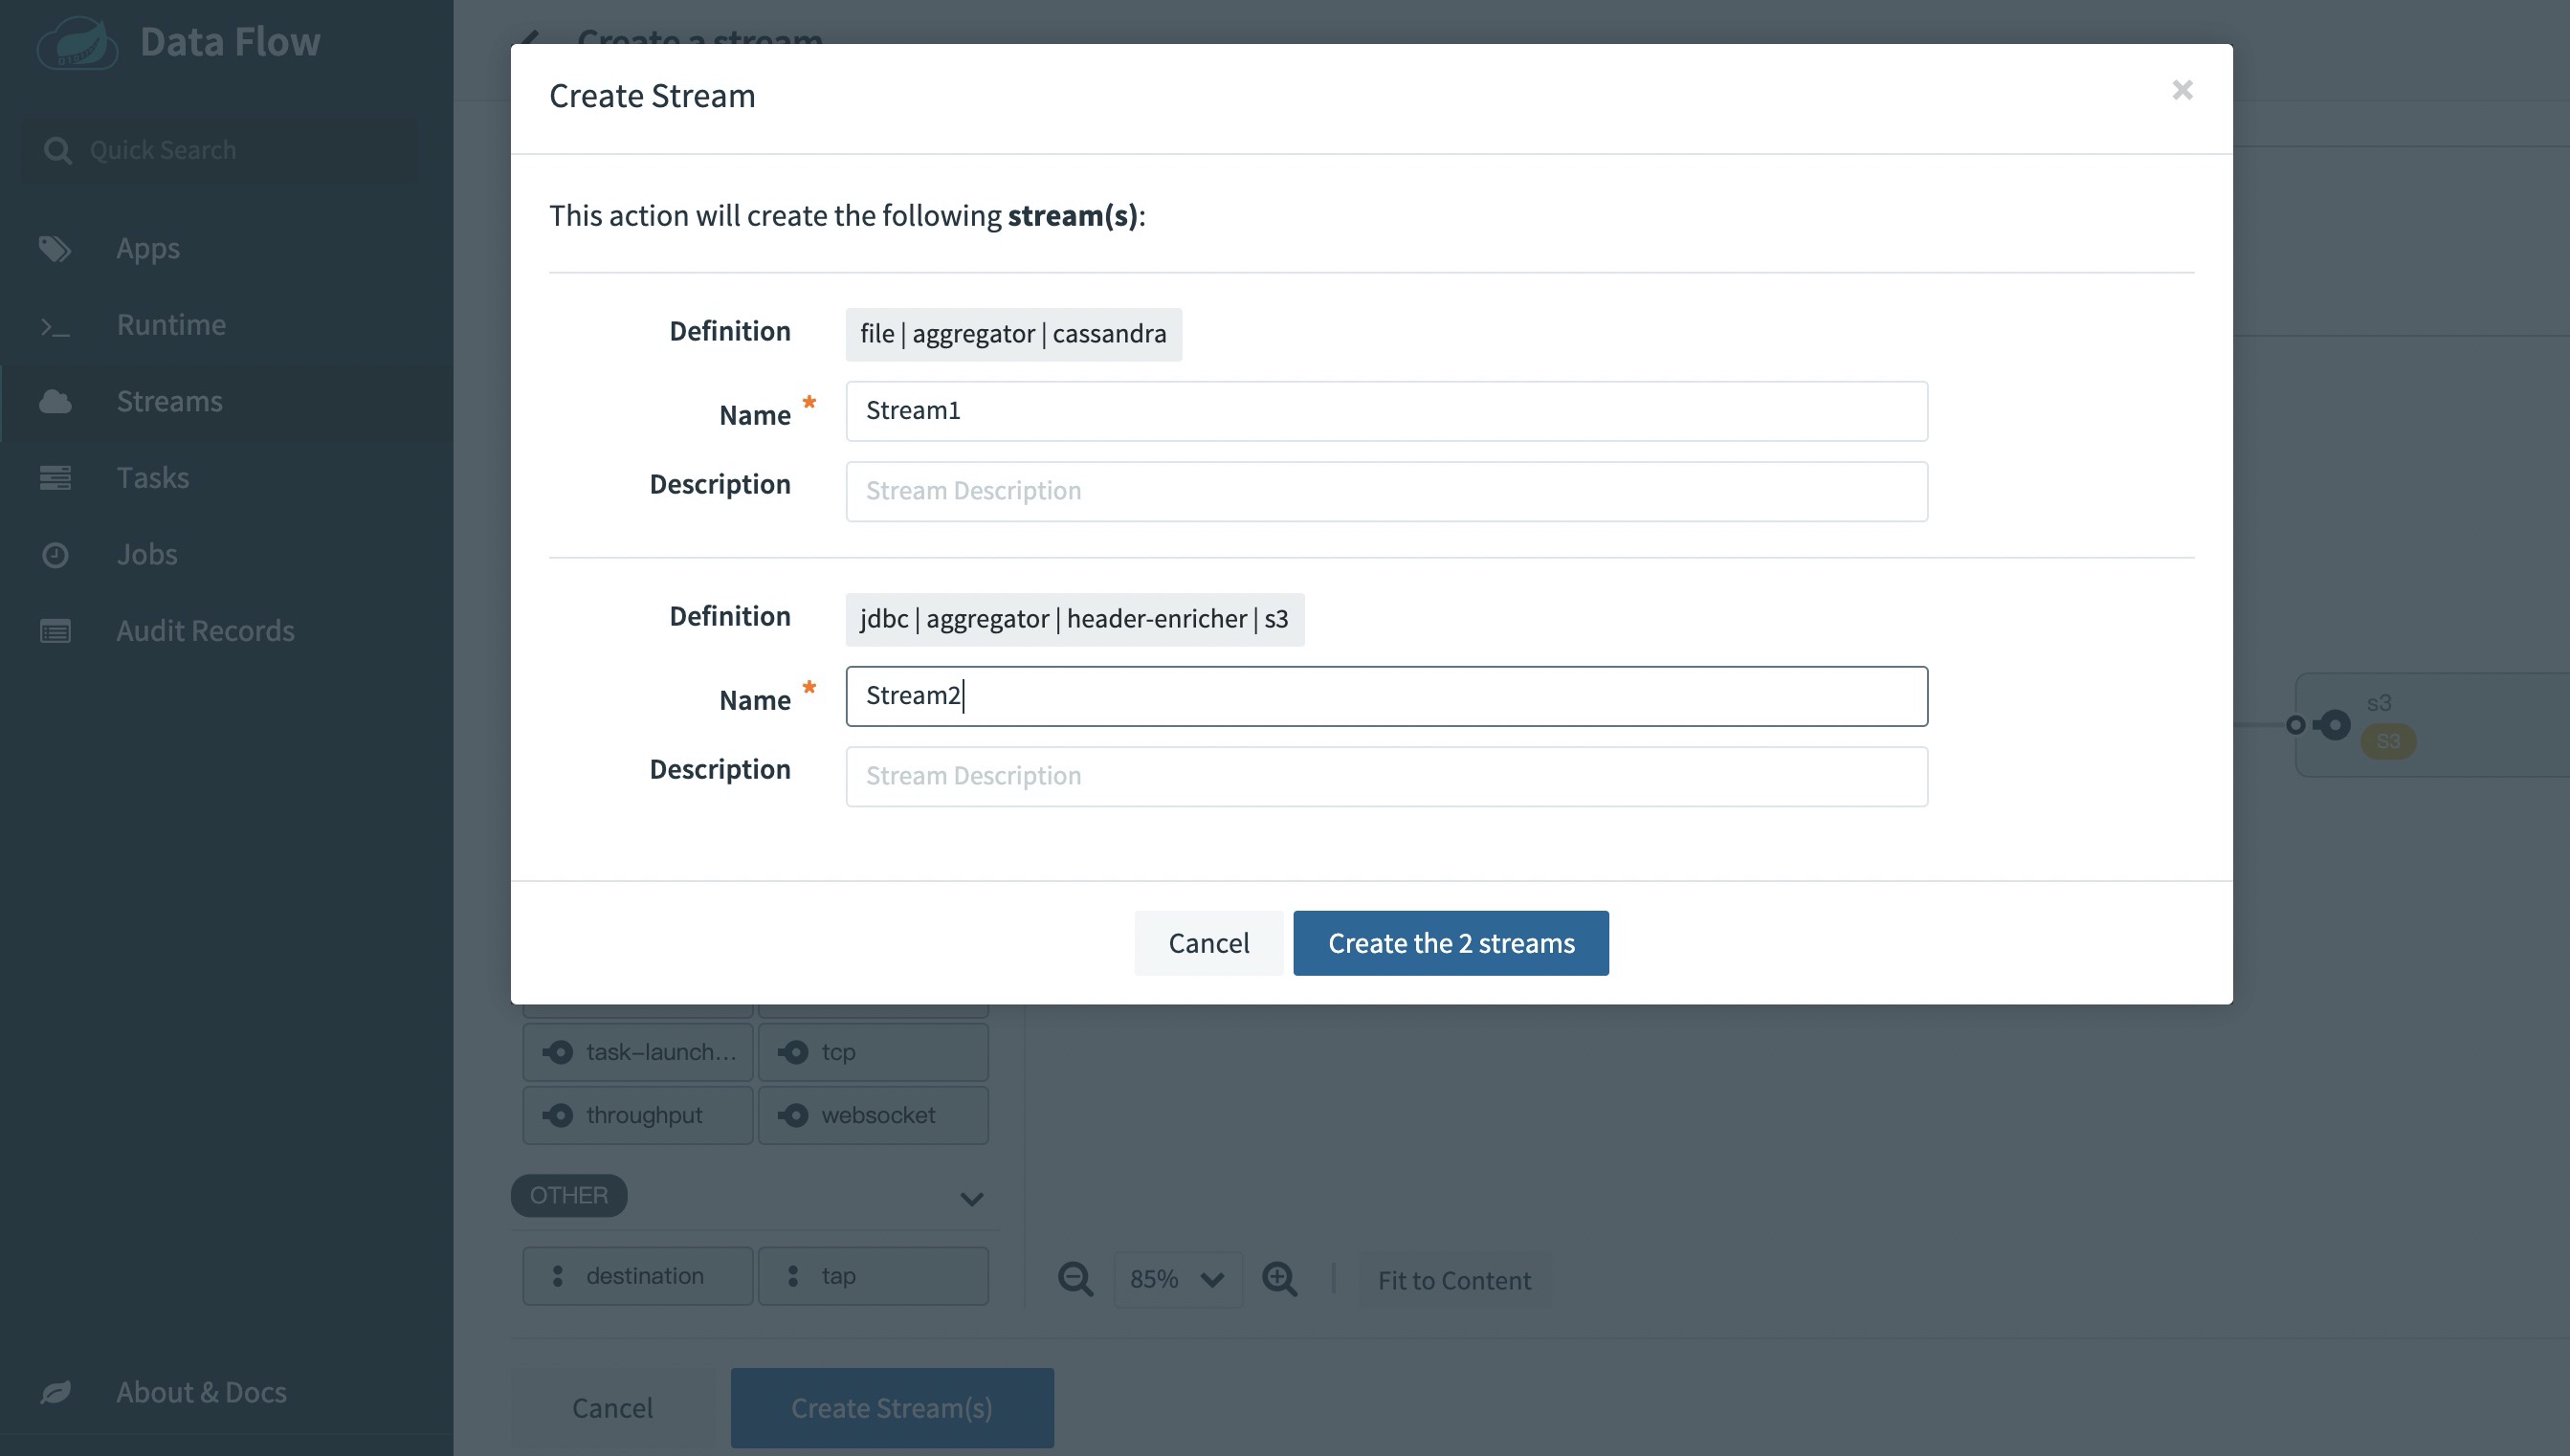 Data Flow
Quick Search
Apps
Runtime
Streams
Tasks
Jobs
Audit Records
About & Docs
Create a stream
Create Stream
This action will create the following stream(s):
Definition file | aggregator | cassandra
Name * Stream1
Description Stream Description
Definition jdbc | aggregator | header-enricher | s3
Name * Stream2
Description Stream Description
Cancel Create the 2 streams
s3
S3
task-launch... tcp
throughput websocket
OTHER
destination tap
85% Fit to Content
Cancel Create Stream(s)